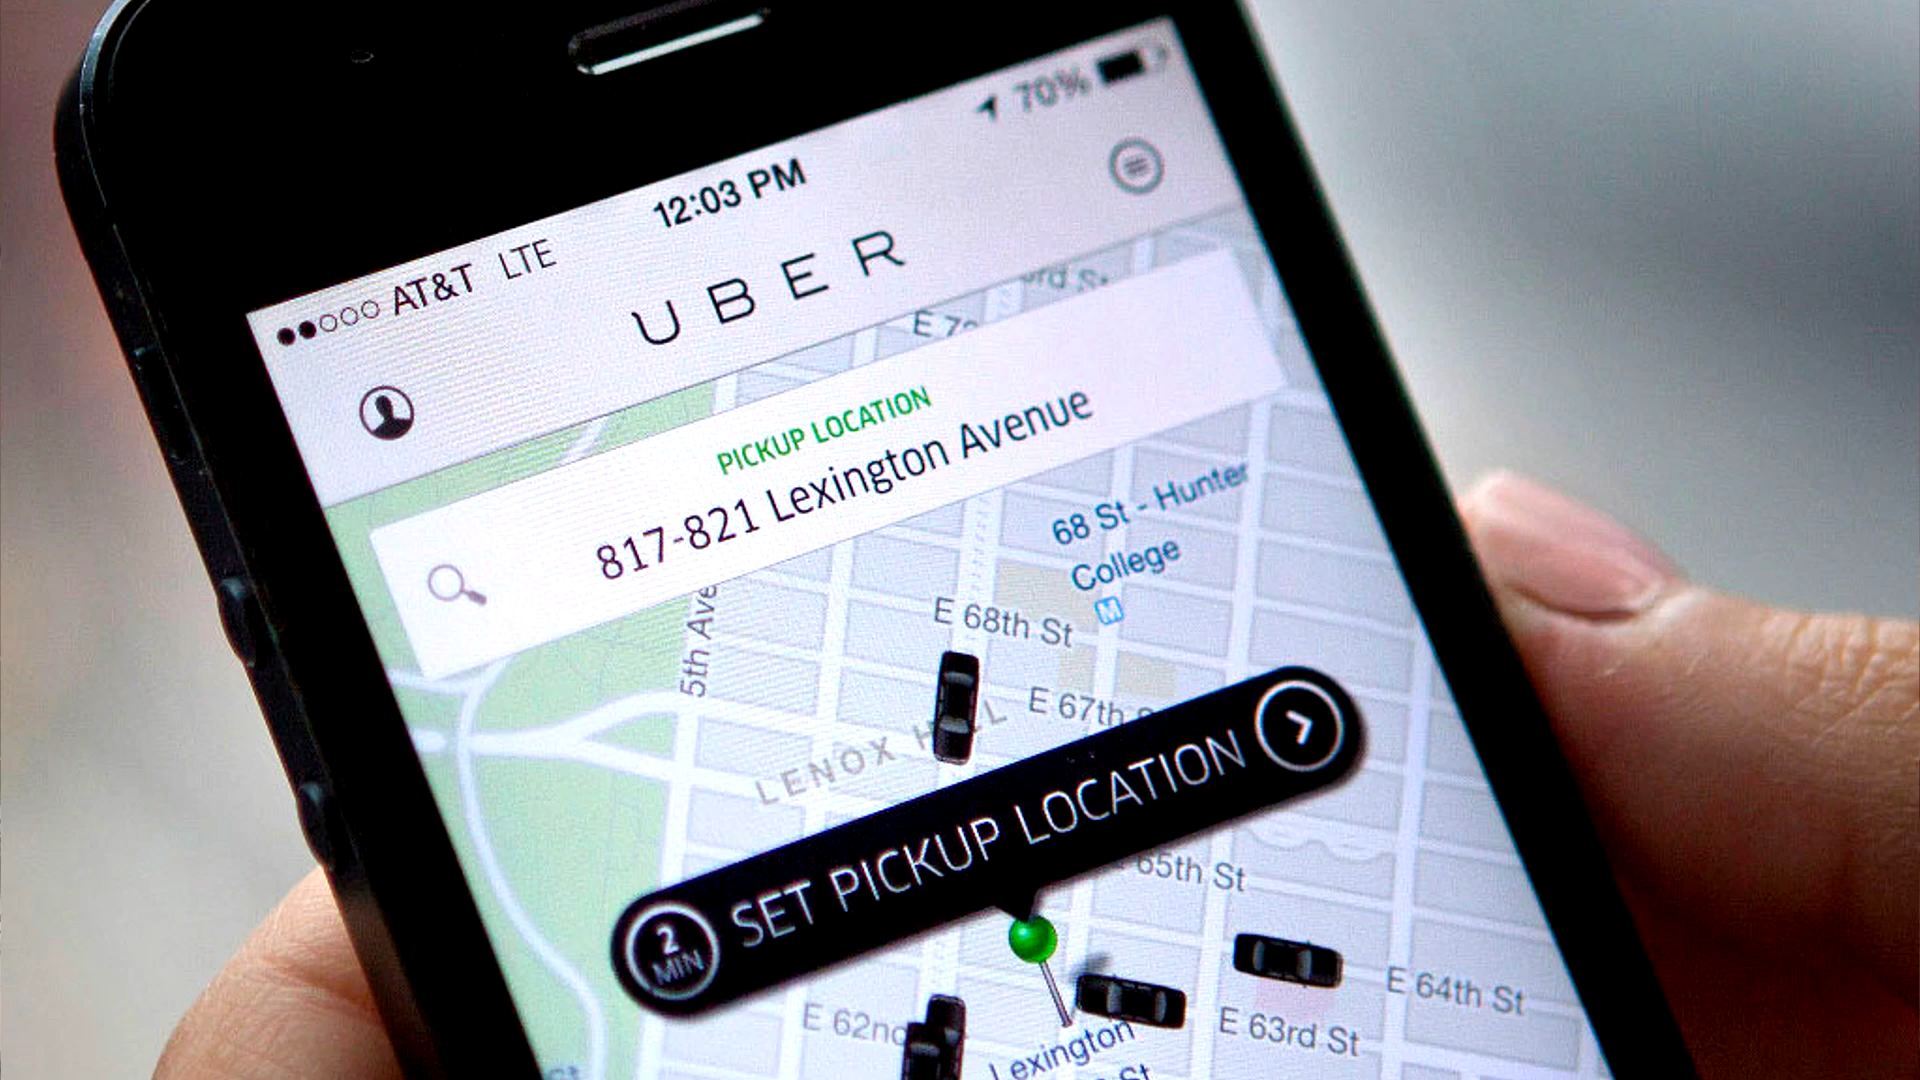 AT&T LTE
12:03 PM
70%
UBER
PICKUP LOCATION
817-821 Lexington Avenue
68 St - Hunter
College
M
5th Ave
E 68th St
E 67th
LENOX
SET PICKUP LOCATION
2
MIN
65th St
E 64th St
E 63rd St
E 62nd
Lexington
St